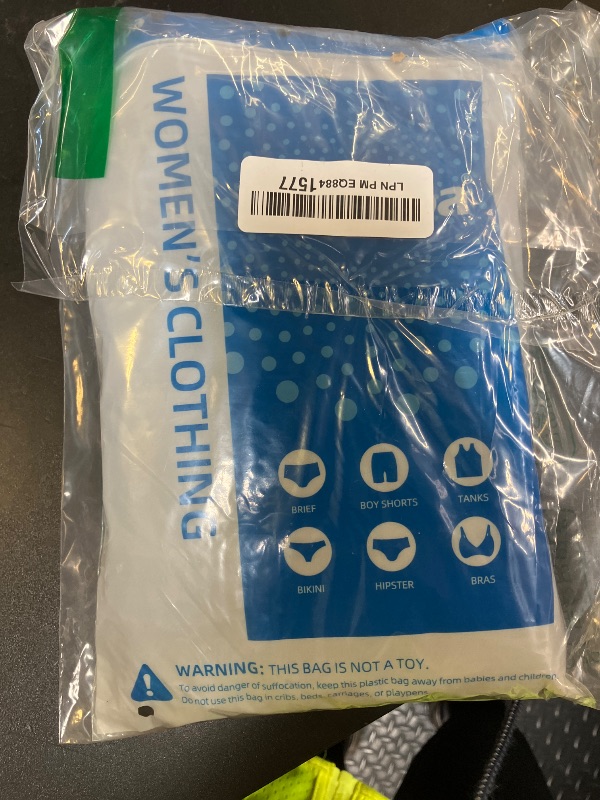 WOMEN'S CLOTHING
LPN PM EQ8841577
BRIEF
BOY SHORTS
TANKS
BIKINI
HIPSTER
BRAS
WARNING: THIS BAG IS NOT A TOY.
To avoid danger of suffocation, keep this plastic bag away from babies and children.
Do not use this bag in cribs, beds, carriages, or playpens.